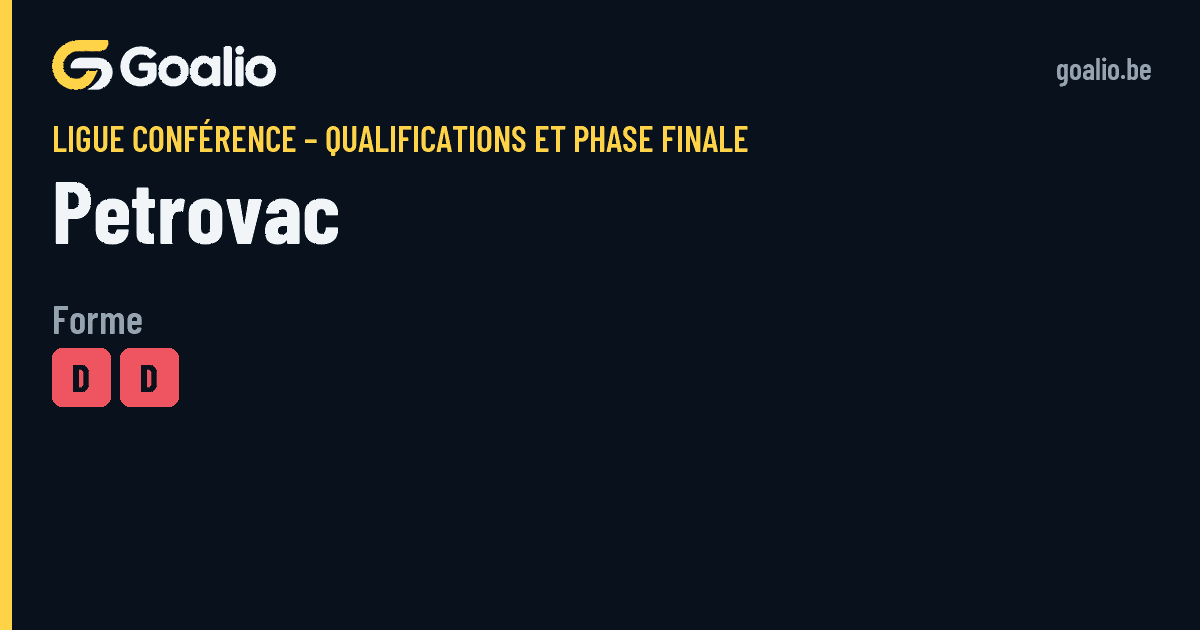 Goalio
goalio.be
LIGUE CONFÉRENCE – QUALIFICATIONS ET PHASE FINALE
Petrovac
Forme
D D